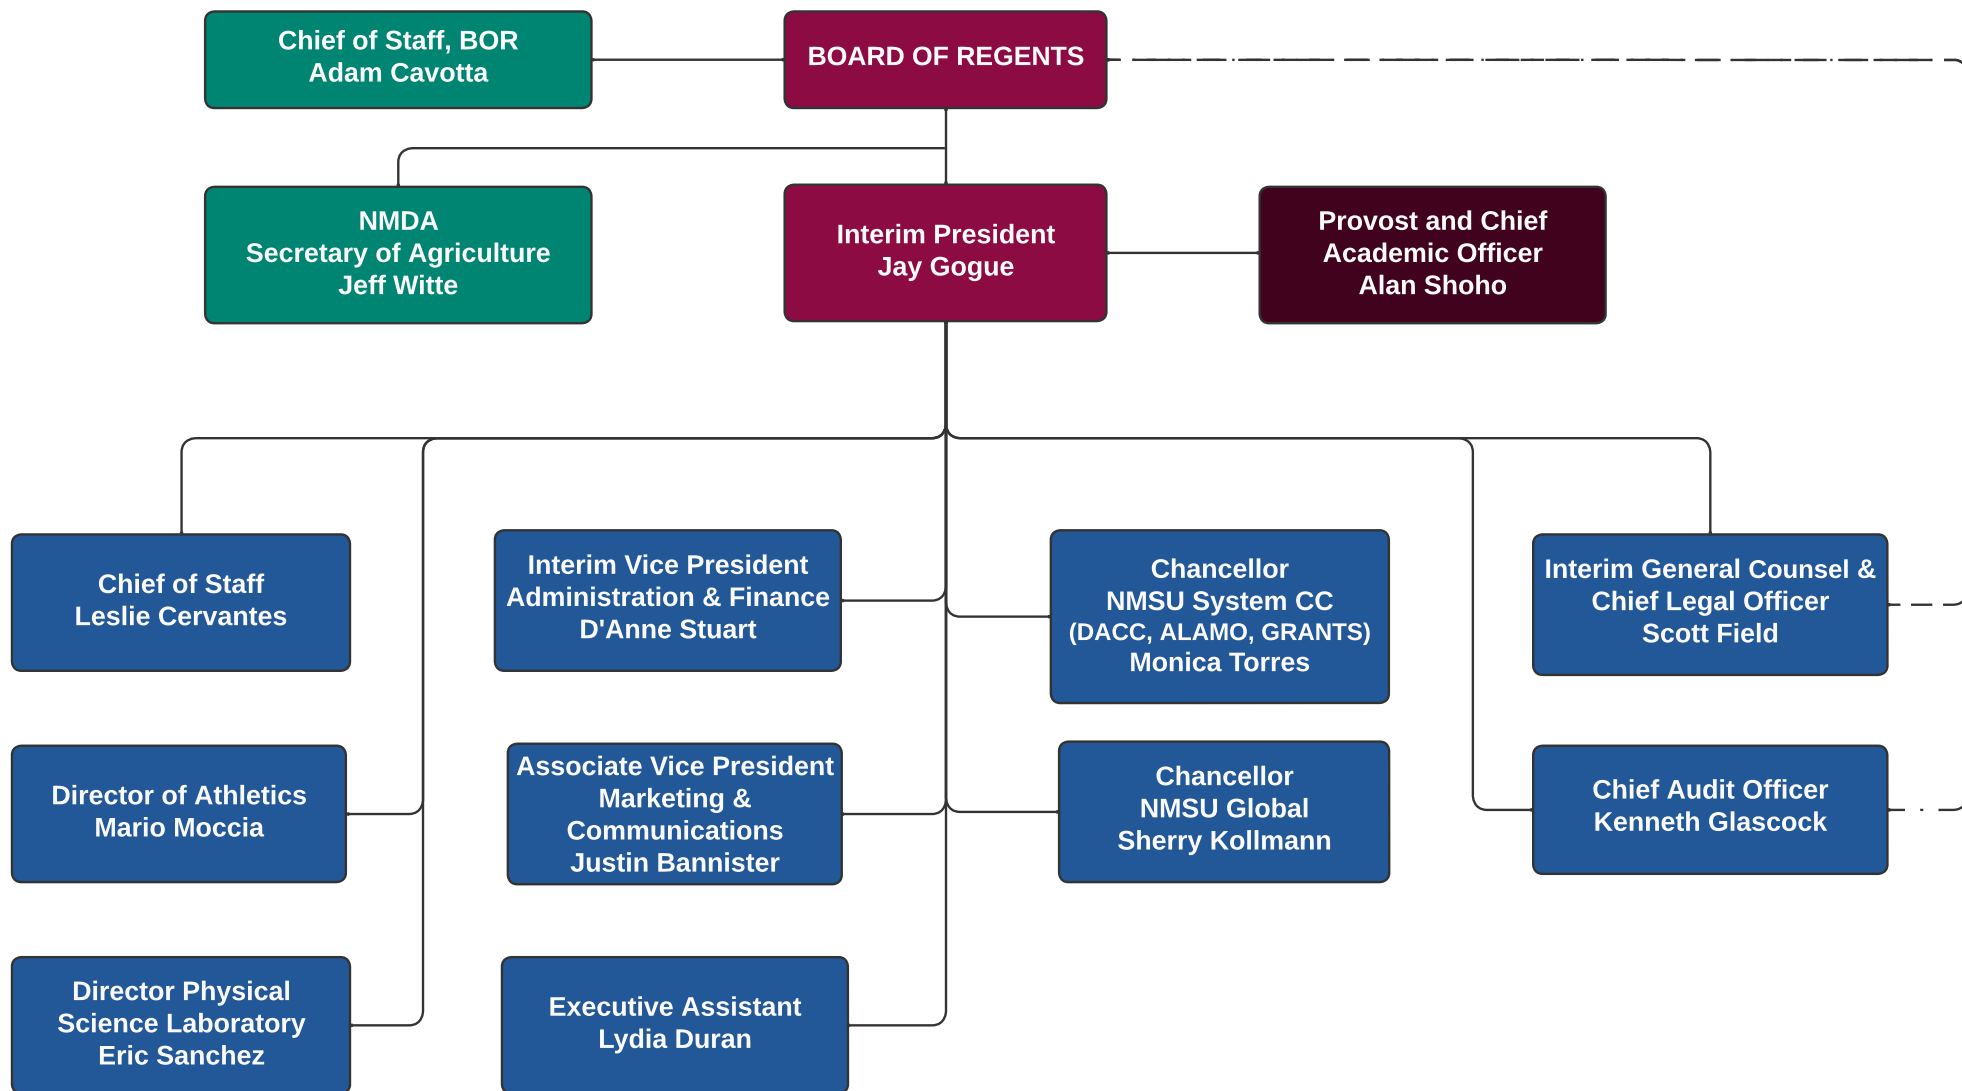 Chief of Staff, BOR
Adam Cavotta
BOARD OF REGENTS
NMDA
Secretary of Agriculture
Jeff Witte
Interim President
Jay Gogue
Provost and Chief
Academic Officer
Alan Shoho
Chief of Staff
Leslie Cervantes
Interim Vice President
Administration & Finance
D'Anne Stuart
Chancellor
NMSU System CC
(DACC, ALAMO, GRANTS)
Monica Torres
Interim General Counsel &
Chief Legal Officer
Scott Field
Director of Athletics
Mario Moccia
Associate Vice President
Marketing &
Communications
Justin Bannister
Chancellor
NMSU Global
Sherry Kollmann
Chief Audit Officer
Kenneth Glascock
Director Physical
Science Laboratory
Eric Sanchez
Executive Assistant
Lydia Duran